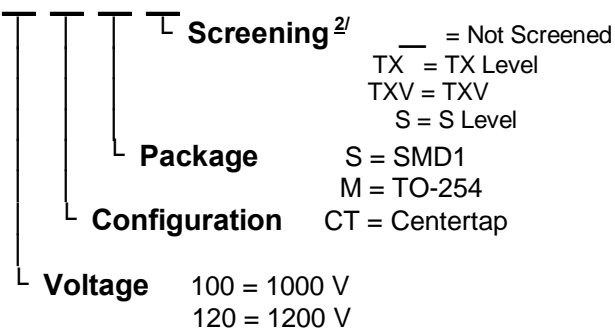 Screening 2/ __ = Not Screened
TX = TX Level
TXV = TXV
S = S Level
Package S = SMD1
M = TO-254
Configuration CT = Centertap
Voltage 100 = 1000 V
120 = 1200 V